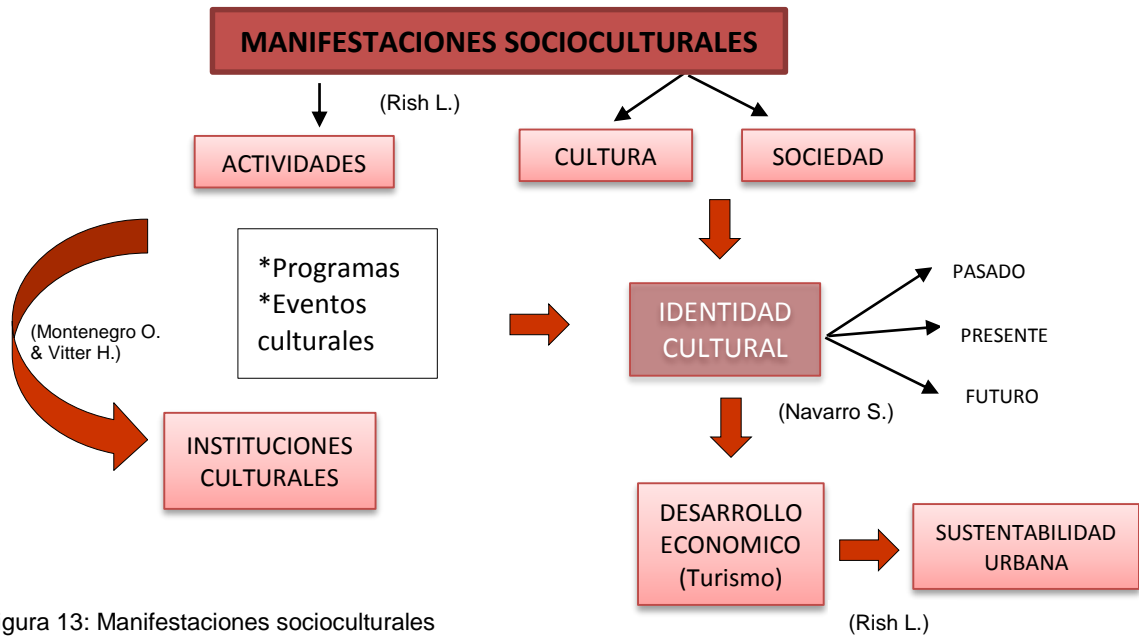 MANIFESTACIONES SOCIOCULTURALES
(Rish L.)
ACTIVIDADES
CULTURA
SOCIEDAD
*Programas
*Eventos
culturales
(Montenegro O.
& Vitter H.)
INSTITUCIONES
CULTURALES
IDENTIDAD
CULTURAL
PASADO
PRESENTE
FUTURO
(Navarro S.)
DESARROLLO
ECONOMICO
(Turismo)
SUSTENTABILIDAD
URBANA
(Rish L.)
igura 13: Manifestaciones socioculturales